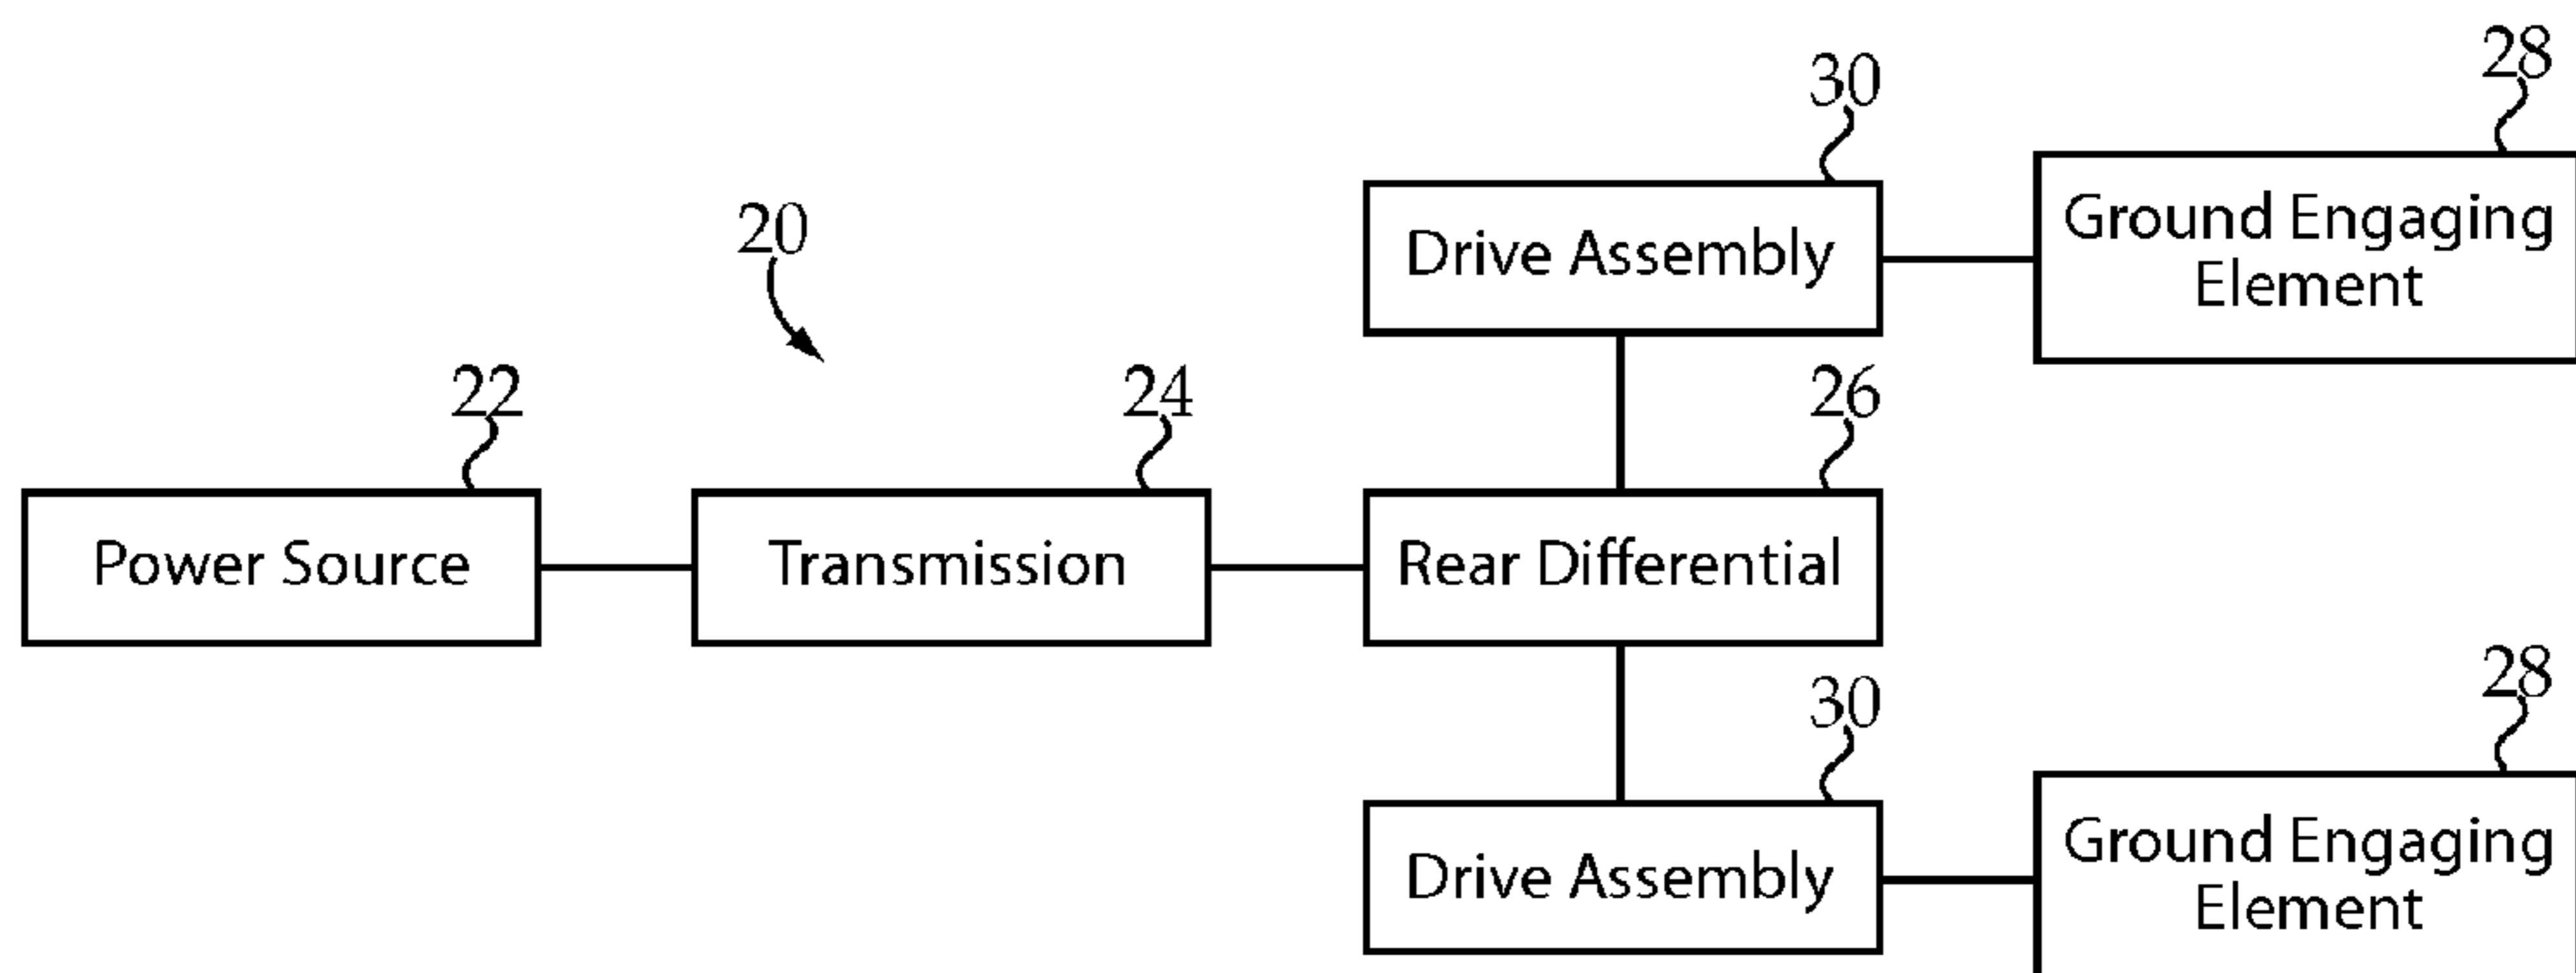 28
30
Ground Engaging
Element
20
Drive Assembly
22
24
26
Power Source
Transmission
Rear Differential
28
30
Ground Engaging
Element
Drive Assembly